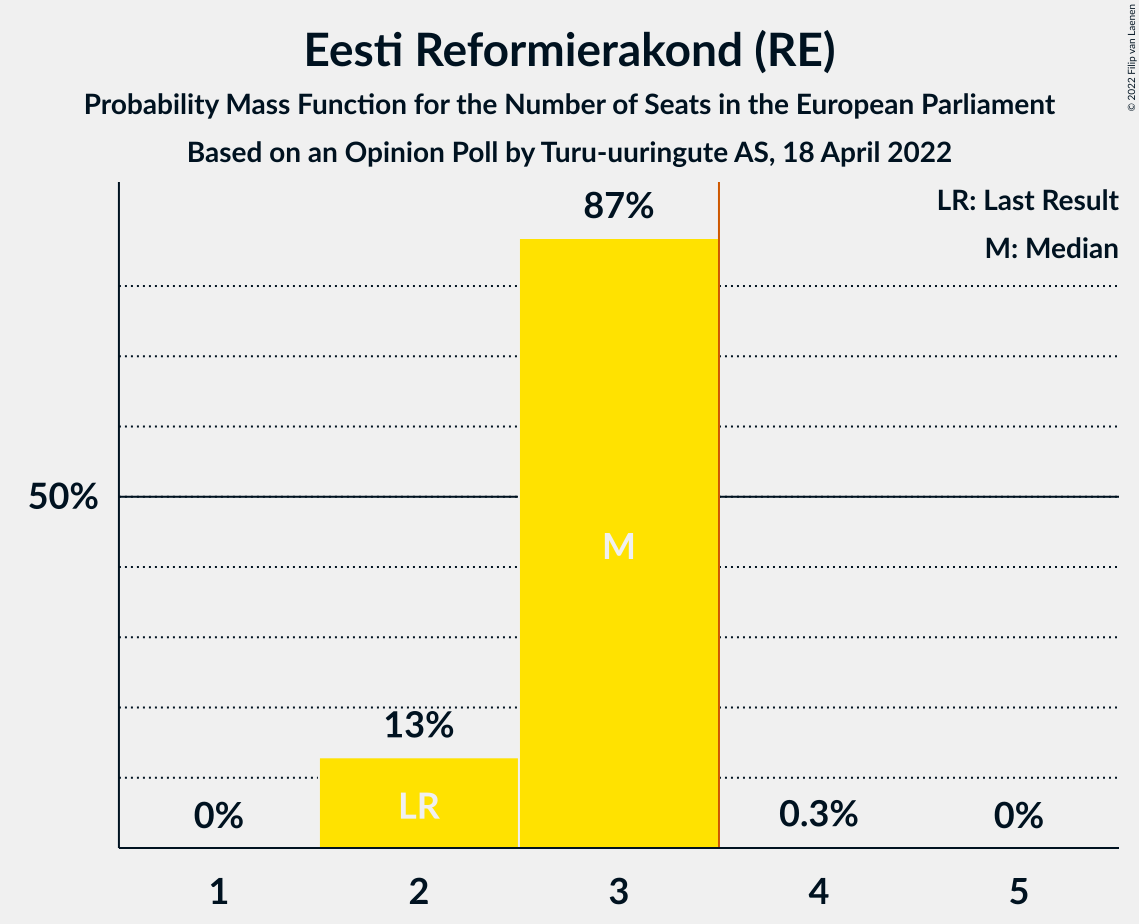 Eesti Reformierakond (RE)
Probability Mass Function for the Number of Seats in the European Parliament
Based on an Opinion Poll by Turu-uuringute AS, 18 April 2022
© 2022 Filip van Laenen
LR: Last Result
M: Median
87%
50%
M
13%
LR
0%
0.3%
0%
1 2 3 4 5